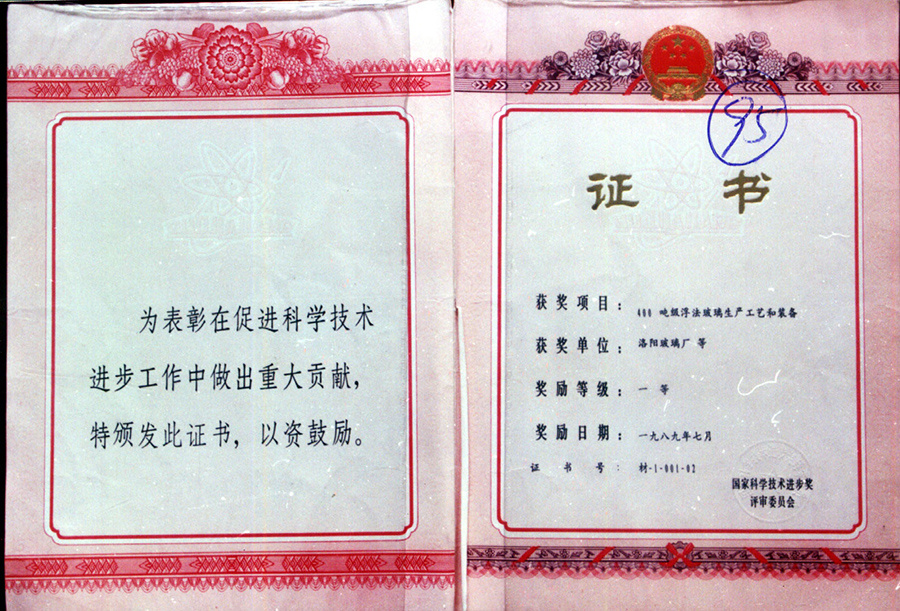 为表彰在促进科学技术
进步工作中做出重大贡献，
特颁发此证书，以资鼓励。
95
证 书
获奖项目： 400 吨级浮法玻璃生产工艺和装备
获奖单位： 洛阳玻璃厂 等
奖励等级： 一 等
奖励日期： 一九八九年七月
证 书 号： 材-1-001-02
国家科学技术进步奖
评审委员会